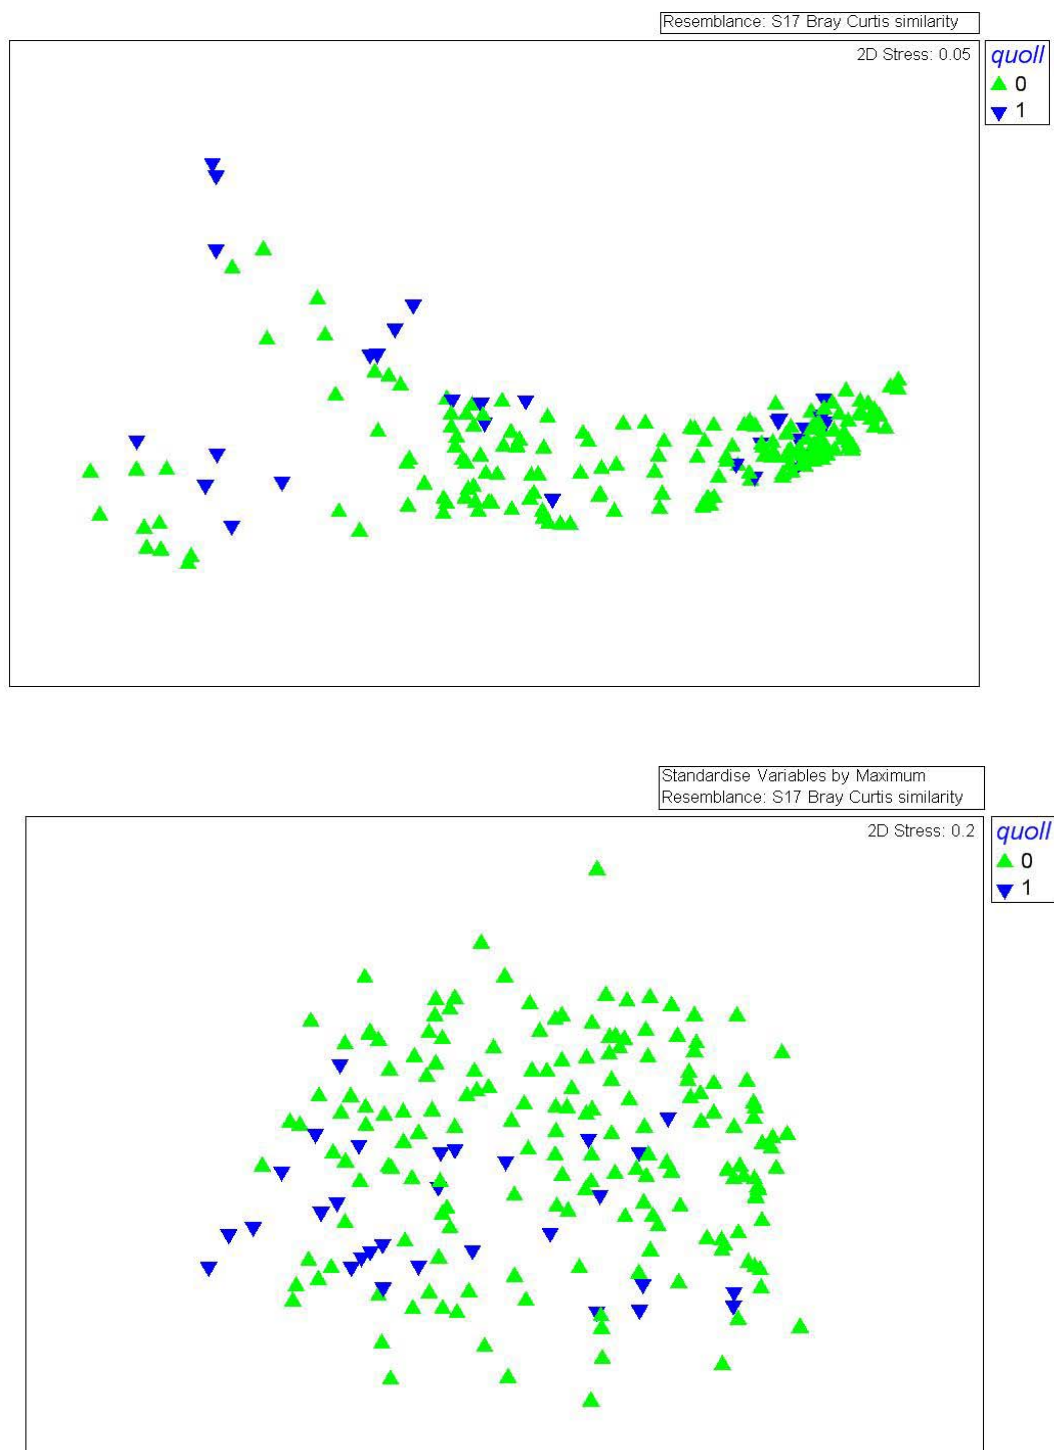 Resemblance: S17 Bray Curtis similarity
2D Stress: 0.05
quoll
0
1
Standardise Variables by Maximum
Resemblance: S17 Bray Curtis similarity
2D Stress: 0.2
quoll
0
1